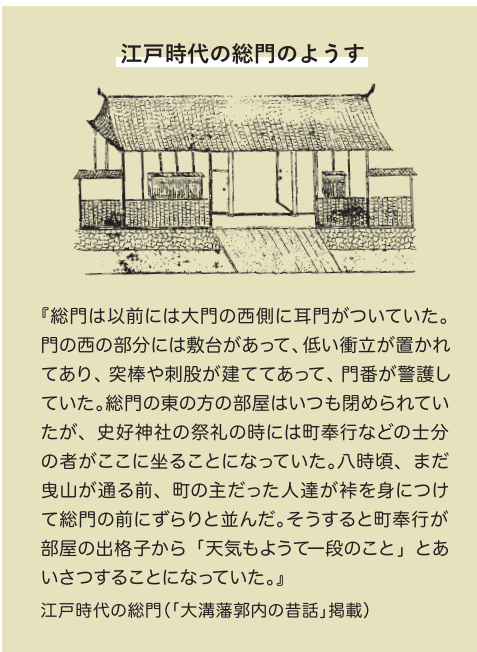 江戸時代の総門のようす
『総門は以前には大門の西側に耳門がついていた。
門の西の部分には敷台があって、低い衝立が置かれ
てあり、突棒や刺股が建ててあって、門番が警護し
ていた。総門の東の方の部屋はいつも閉められてい
たが、史好神社の祭礼の時には町奉行などの士分
の者がここに坐ることになっていた。八時頃、まだ
曳山が通る前、町の主だった人達が裃を身につけ
て総門の前にずらりと並んだ。そうすると町奉行が
部屋の出格子から「天気もようて一段のこと」とあ
いさつすることになっていた。』
江戸時代の総門(「大溝藩郭内の昔話」掲載)